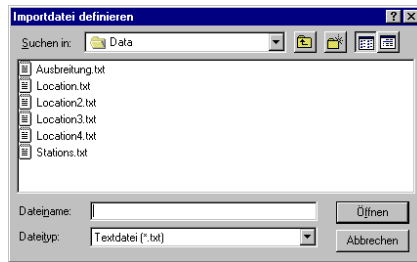 Importdatei definieren
Suchen in: Data
Ausbreitung.txt
Location.txt
Location2.txt
Location3.txt
Location4.txt
Stations.txt
Dateiname: Öffnen
Dateityp: Textdatei (*.txt) Abbrechen